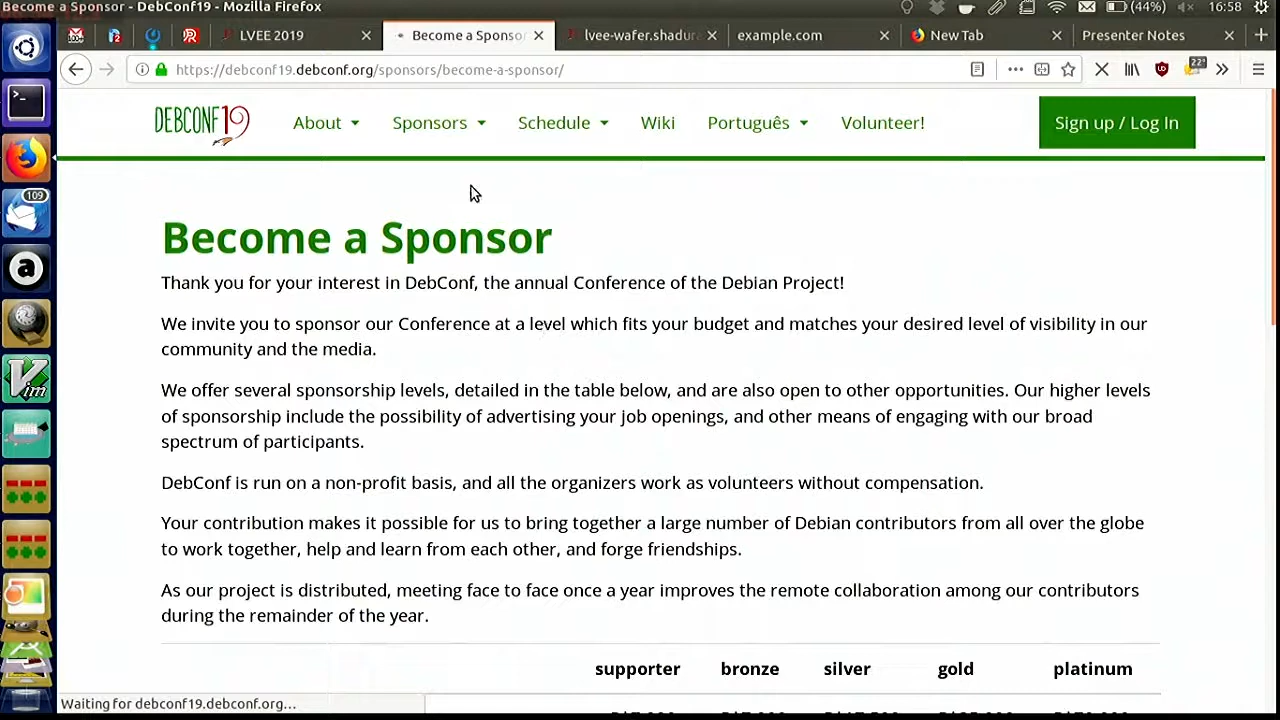 Become a Sponsor - DebConf19 - Mozilla Firefox
(44%)
16:58
100+
LVEE 2019
Become a Sponso
lvee-wafer.shadura
example.com
New Tab
Presenter Notes
https://debconf19.debconf.org/sponsors/become-a-sponsor/
22
DEBCONF19
About
Sponsors
Schedule
Wiki
Português
Volunteer!
Sign up / Log In
109
a
Vim
Become a Sponsor
Thank you for your interest in DebConf, the annual Conference of the Debian Project!
We invite you to sponsor our Conference at a level which fits your budget and matches your desired level of visibility in our
community and the media.
We offer several sponsorship levels, detailed in the table below, and are also open to other opportunities. Our higher levels
of sponsorship include the possibility of advertising your job openings, and other means of engaging with our broad
spectrum of participants.
DebConf is run on a non-profit basis, and all the organizers work as volunteers without compensation.
Your contribution makes it possible for us to bring together a large number of Debian contributors from all over the globe
to work together, help and learn from each other, and forge friendships.
As our project is distributed, meeting face to face once a year improves the remote collaboration among our contributors
during the remainder of the year.
supporter bronze silver gold platinum
Waiting for debconf19.debconf.org...